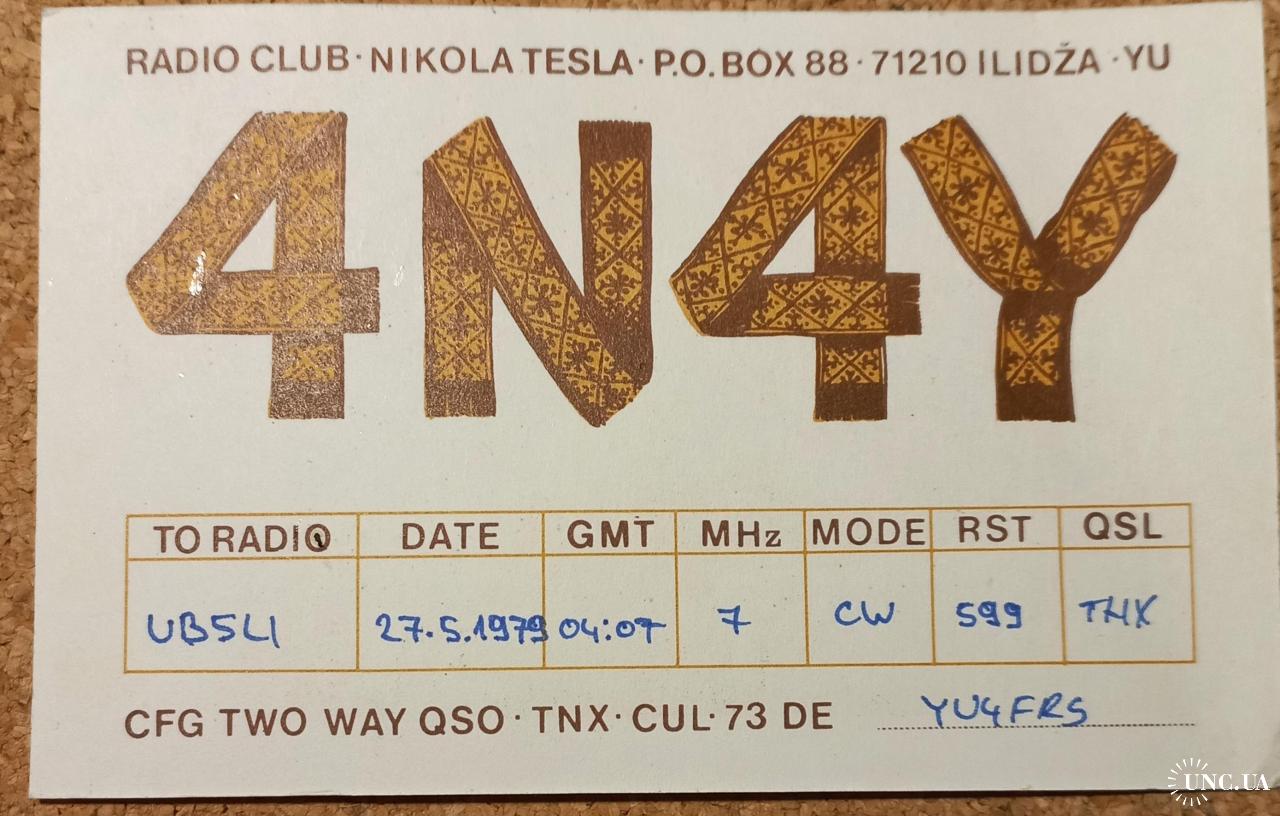 RADIO CLUB · NIKOLA TESLA · P.O. BOX 88 · 71210 ILIDŽA · YU
4N4Y
TO RADIO DATE GMT MHz MODE RST QSL
UB5LI 27.5.1979 04:07 7 CW 599 TNX
CFG TWO WAY QSO · TNX · CUL · 73 DE YU4FRS
UNC.UA